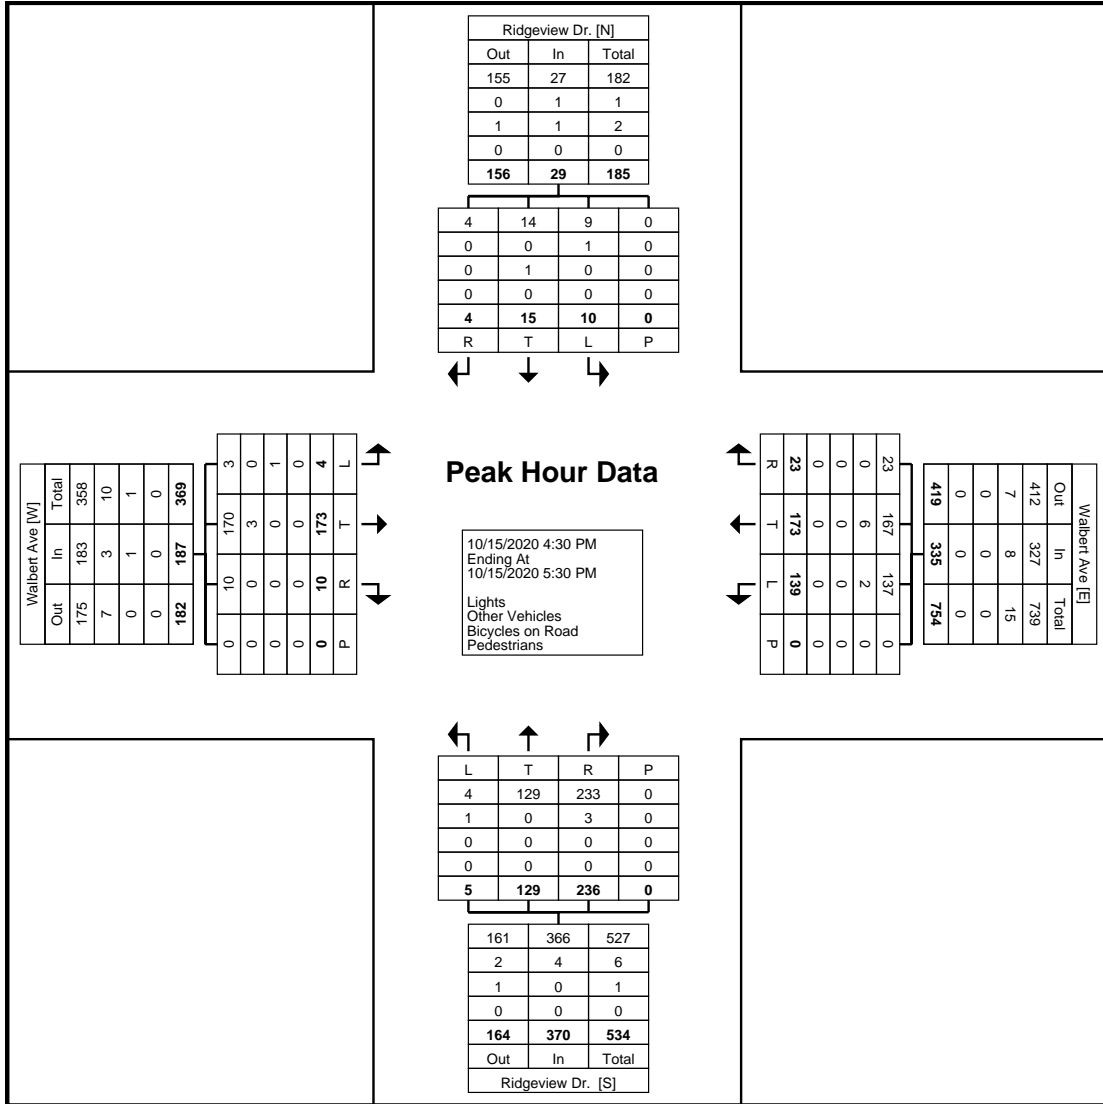 Ridgeview Dr. [N]
Out In Total
155 27 182
0 1 1
1 1 2
0 0 0
156 29 185
4 14 9 0
0 0 1 0
0 1 0 0
0 0 0 0
4 15 10 0
R T L P
Walbert Ave [W]
Total 358 10 1 0 369
In 183 3 1 0 187
Out 175 7 0 0 182
3 0 1 0 4 L
170 3 0 0 173 T
10 0 0 0 10 R
0 0 0 0 0 P
Peak Hour Data
10/15/2020 4:30 PM
Ending At
10/15/2020 5:30 PM
Lights
Other Vehicles
Bicycles on Road
Pedestrians
R 23 0 0 0 23
T 173 0 0 6 167
L 139 0 0 2 137
P 0 0 0 0 0
419 0 0 7 412 Out
335 0 0 8 327 In
754 0 0 15 739 Total
Walbert Ave [E]
L T R P
4 129 233 0
1 0 3 0
0 0 0 0
0 0 0 0
5 129 236 0
161 366 527
2 4 6
1 0 1
0 0 0
164 370 534
Out In Total
Ridgeview Dr. [S]